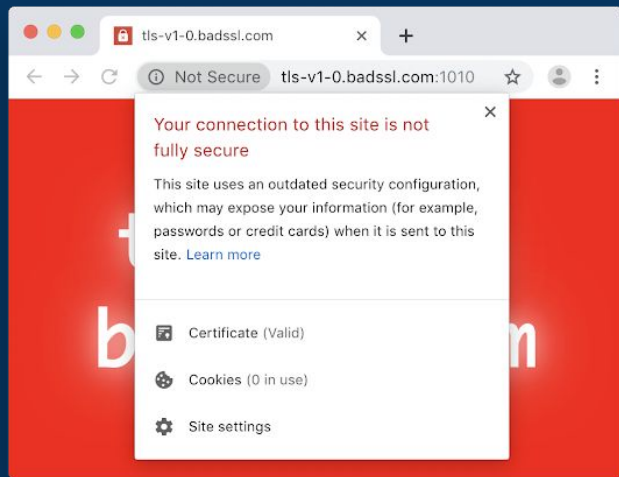 tls-v1-0.badssl.com
Not Secure tls-v1-0.badssl.com:1010
Your connection to this site is not
fully secure
This site uses an outdated security configuration,
which may expose your information (for example,
passwords or credit cards) when it is sent to this
site. Learn more
Certificate (Valid)
Cookies (0 in use)
Site settings